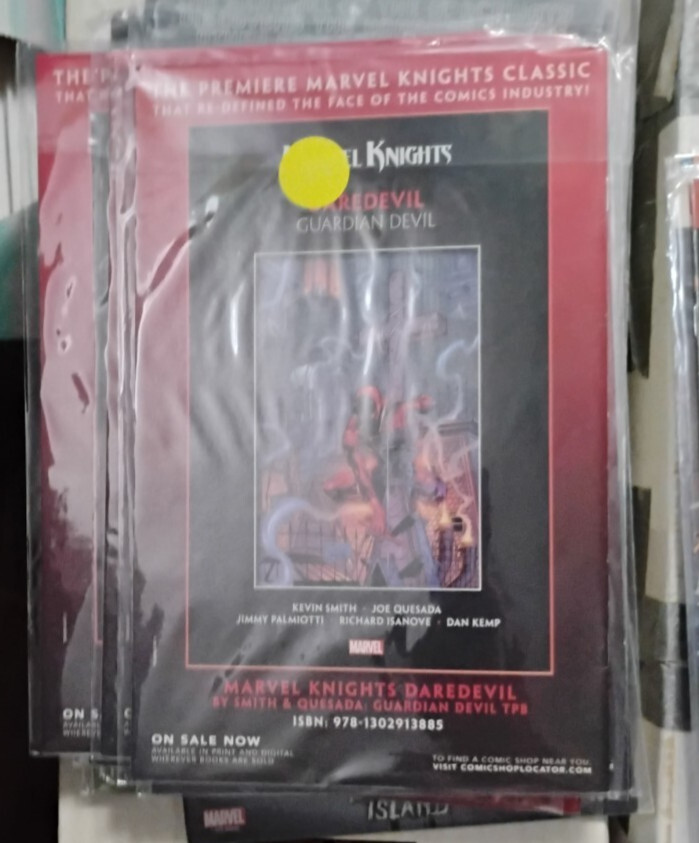 THE PREMIERE MARVEL KNIGHTS CLASSIC
THAT RE-DEFINED THE FACE OF THE COMICS INDUSTRY!
KNIGHTS
DAREDEVIL
GUARDIAN DEVIL
KEVIN SMITH · JOE QUESADA
JIMMY PALMIOTTI RICHARD ISANOVE · DAN KEMP
MARVEL
MARVEL KNIGHTS DAREDEVIL
BY SMITH & QUESADA: GUARDIAN DEVIL TPB
ISBN: 978-1302913885
ON SALE NOW
AVAILABLE IN PRINT AND DIGITAL
WHEREVER BOOKS ARE SOLD
TO FIND A COMIC SHOP NEAR YOU
VISIT COMICSHOPLOCATOR.COM
MARVEL
ISLAND